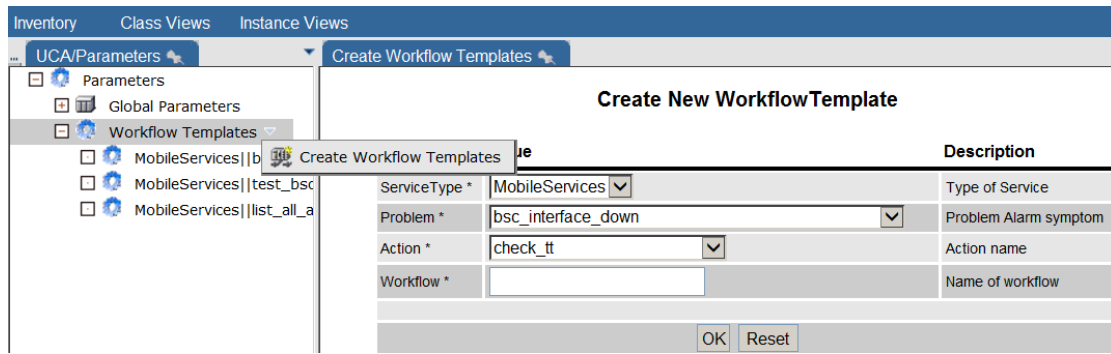 Inventory Class Views Instance Views
... UCA/Parameters Create Workflow Templates
Parameters
Global Parameters
Workflow Templates
MobileServices||b
MobileServices||test_bsc
MobileServices||list_all_a
Create Workflow Templates
Create New WorkflowTemplate
ue Description
ServiceType * MobileServices Type of Service
Problem * bsc_interface_down Problem Alarm symptom
Action * check_tt Action name
Workflow * Name of workflow
OK Reset